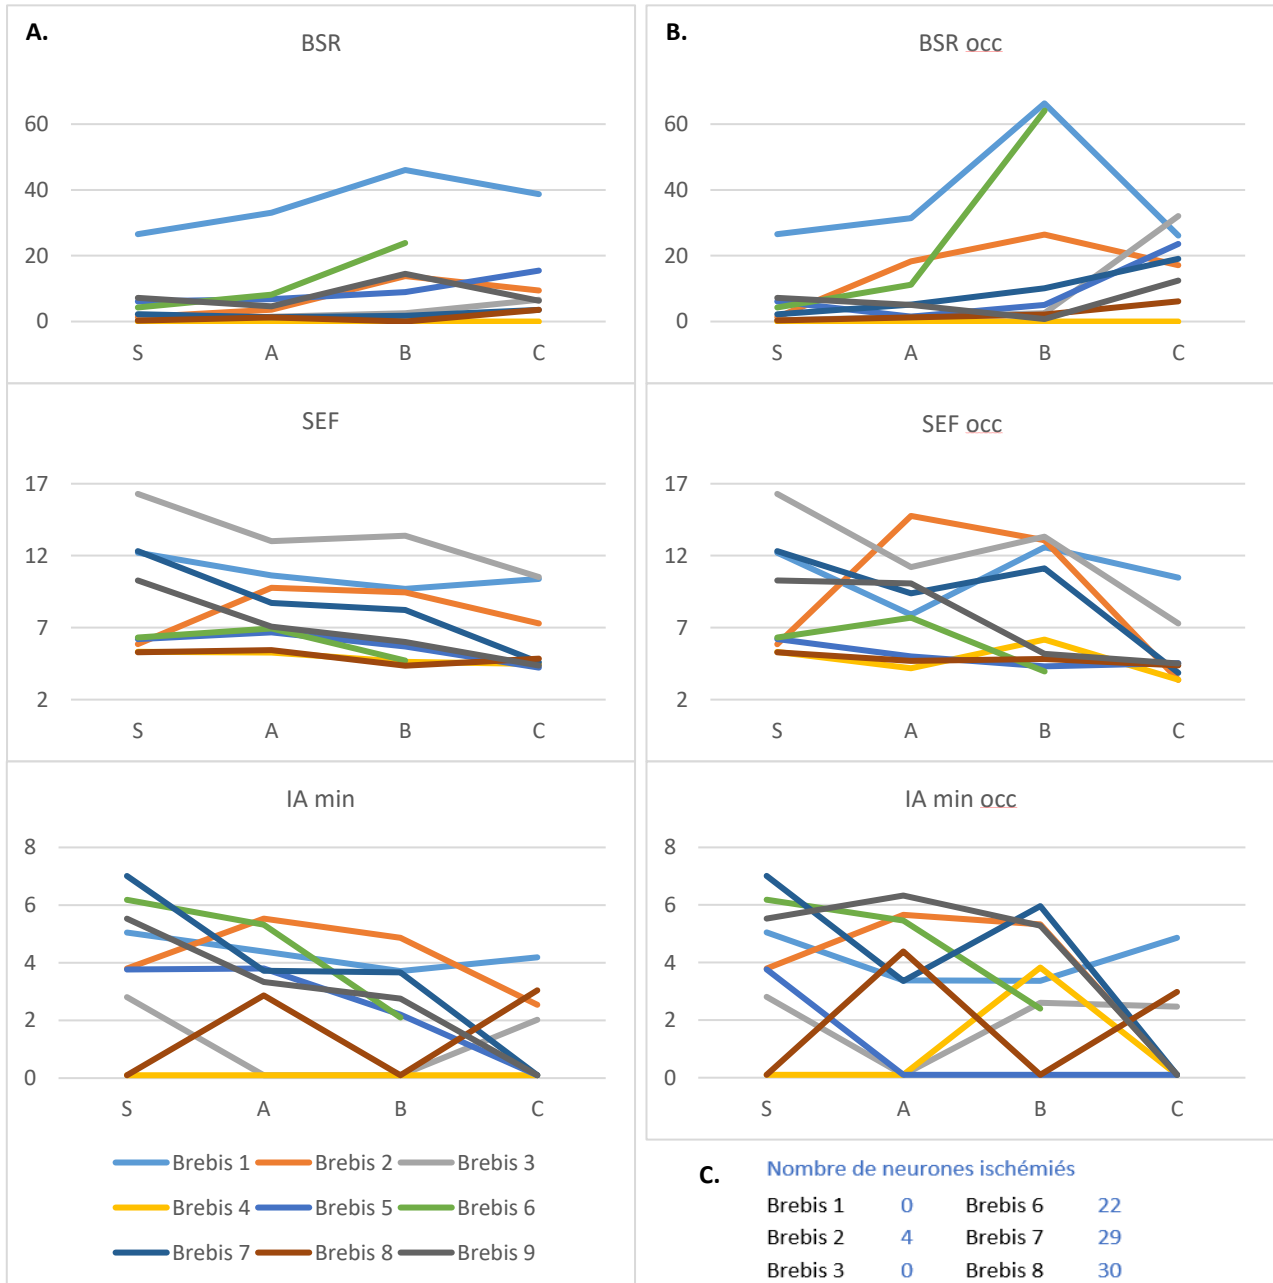 A.
BSR
60
40
20
0
S A B C
SEF
17
12
7
2
S A B C
IA min
8
6
4
2
0
S A B C
Brebis 1 Brebis 2 Brebis 3
Brebis 4 Brebis 5 Brebis 6
Brebis 7 Brebis 8 Brebis 9
B.
BSR occ
60
40
20
0
S A B C
SEF occ
17
12
7
2
S A B C
IA min occ
8
6
4
2
0
S A B C
C.
Nombre de neurones ischémiés
Brebis 1 0 Brebis 6 22
Brebis 2 4 Brebis 7 29
Brebis 3 0 Brebis 8 30